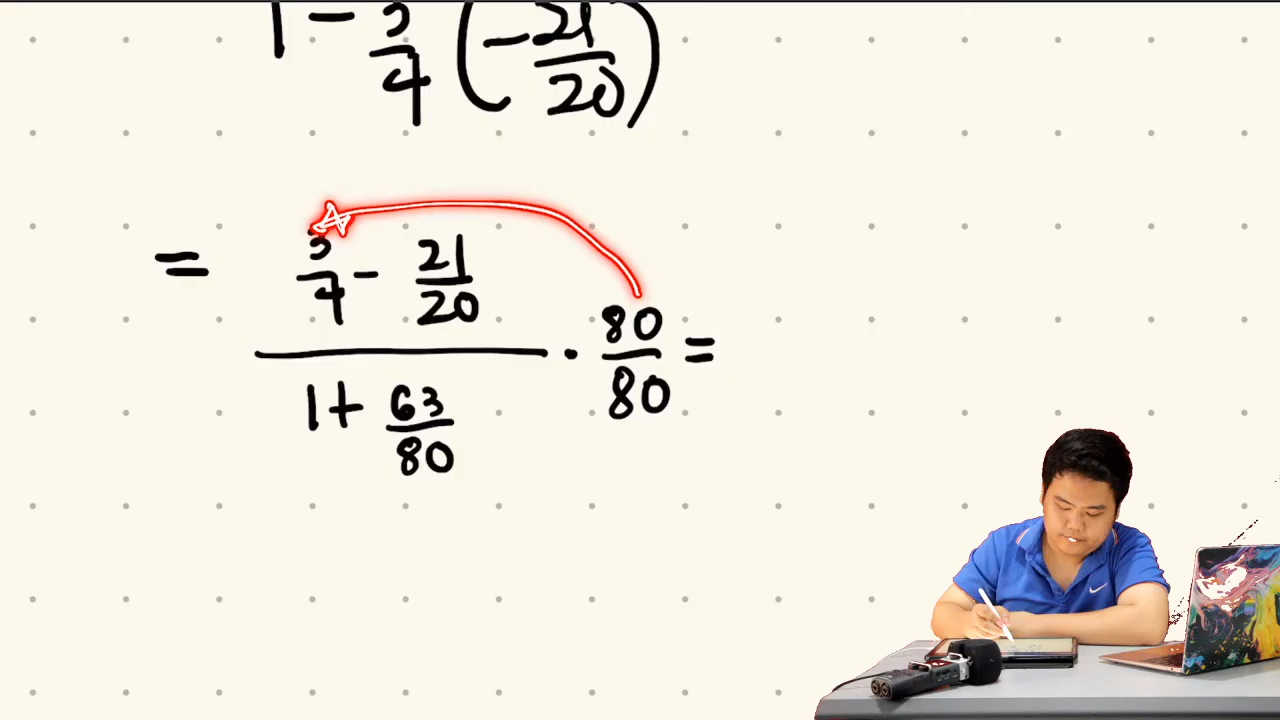 1 - 3/4 (-21/20)
= (3/4 - 21/20) / (1 + 63/80) · 80/80 =